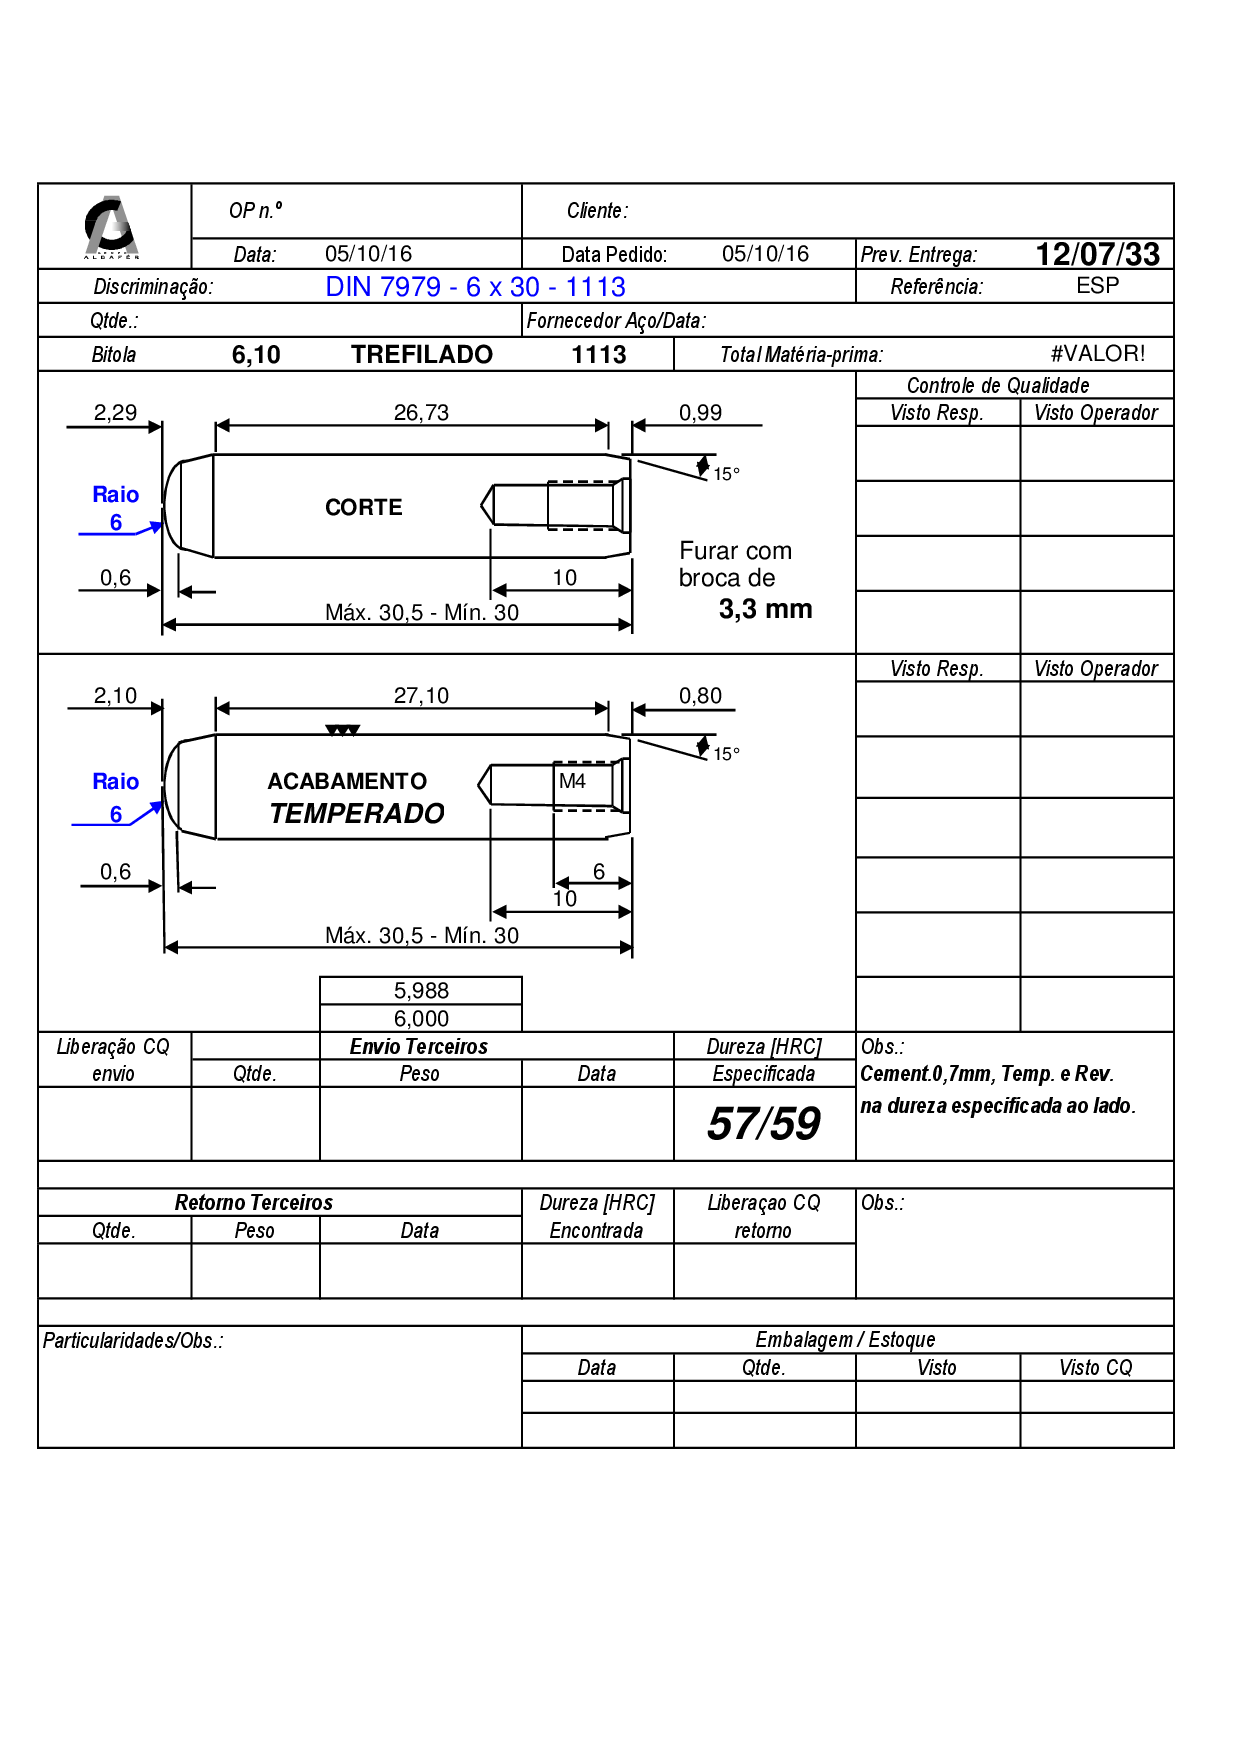 GRUPO
ALBAFER
OP n.º
Cliente:
Data: 05/10/16 Data Pedido: 05/10/16 Prev. Entrega: 12/07/33
Discriminação: DIN 7979 - 6 x 30 - 1113 Referência: ESP
Qtde.: Fornecedor Aço/Data:
Bitola 6,10 TREFILADO 1113 Total Matéria-prima: #VALOR!
Controle de Qualidade
Visto Resp. Visto Operador
2,29 26,73 0,99
15°
Raio
6
CORTE
Furar com
broca de
3,3 mm
0,6 10
Máx. 30,5 - Mín. 30
Visto Resp. Visto Operador
2,10 27,10 0,80
15°
Raio
6
ACABAMENTO
TEMPERADO
M4
0,6 6
10
Máx. 30,5 - Mín. 30
5,988
6,000
Liberação CQ
envio
Envio Terceiros
Qtde. Peso Data
Dureza [HRC]
Especificada
57/59
Obs.:
Cement.0,7mm, Temp. e Rev.
na dureza especificada ao lado.
Retorno Terceiros
Qtde. Peso Data
Dureza [HRC]
Encontrada
Liberaçao CQ
retorno
Obs.:
Particularidades/Obs.:
Embalagem / Estoque
Data Qtde. Visto Visto CQ